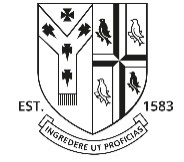 EST. 1583
INGREDERE UT PROFICIAS